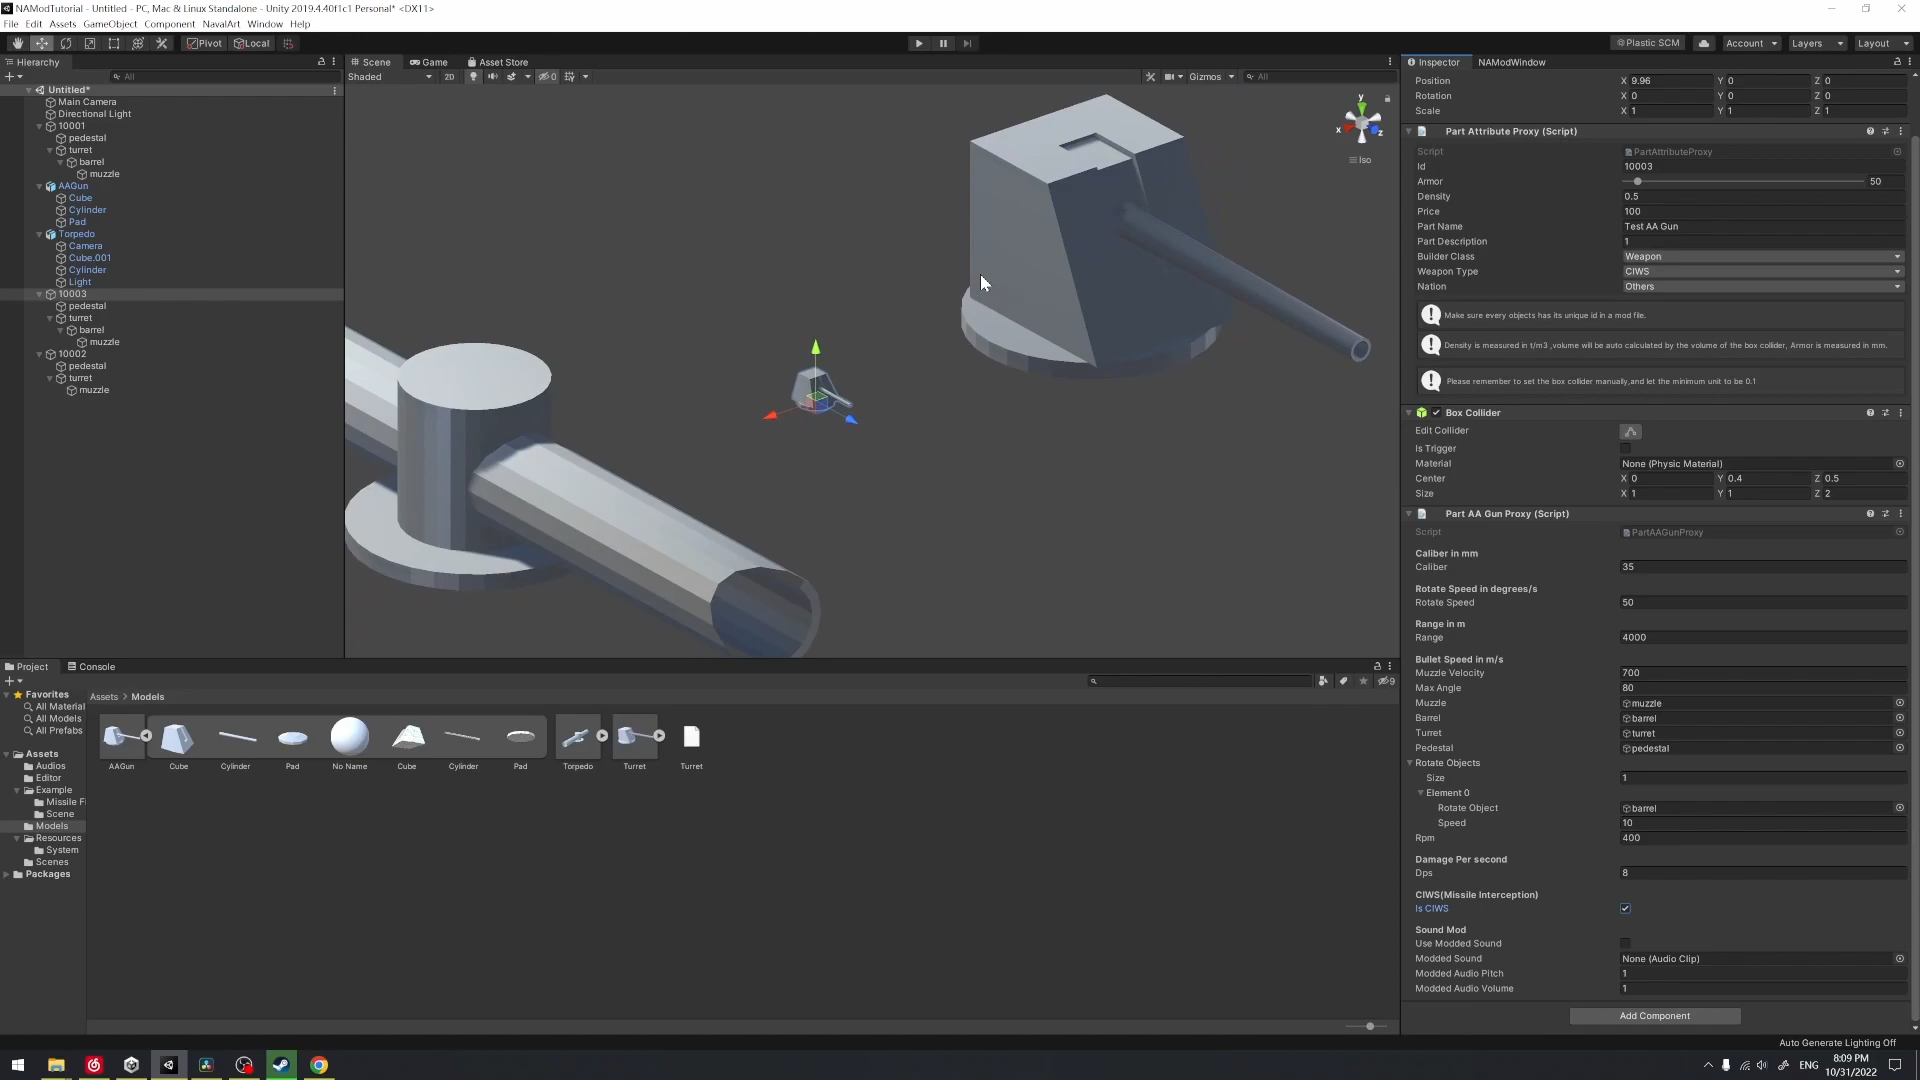 NAModTutorial - Untitled - PC, Mac & Linux Standalone - Unity 2019.4.40f1c1 Personal* <DX11>
File Edit Assets GameObject Component NavalArt Window Help
Pivot Local Plastic SCM Account Layers Layout
Hierarchy
All
Untitled*
Main Camera
Directional Light
10001
pedestal
turret
barrel
muzzle
AAGun
Cube
Cylinder
Pad
Torpedo
Camera
Cube.001
Cylinder
Light
10003
pedestal
turret
barrel
muzzle
10002
pedestal
turret
muzzle
Scene Game Asset Store
Shaded 2D 0 Gizmos All
y
x
z
Iso
Inspector NAModWindow
Position X 9.96 Y 0 Z 0
Rotation X 0 Y 0 Z 0
Scale X 1 Y 1 Z 1
Part Attribute Proxy (Script)
Script PartAttributeProxy
Id 10003
Armor 50
Density 0.5
Price 100
Part Name Test AA Gun
Part Description 1
Builder Class Weapon
Weapon Type CIWS
Nation Others
Make sure every objects has its unique id in a mod file.
Density is measured in t/m3 ,volume will be auto calculated by the volume of the box collider, Armor is measured in mm.
Please remember to set the box collider manually,and let the minimum unit to be 0.1
Box Collider
Edit Collider
Is Trigger
Material None (Physic Material)
Center X 0 Y 0.4 Z 0.5
Size X 1 Y 1 Z 2
Part AA Gun Proxy (Script)
Script PartAAGunProxy
Caliber in mm
Caliber 35
Rotate Speed in degrees/s
Rotate Speed 50
Range in m
Range 4000
Bullet Speed in m/s
Muzzle Velocity 700
Max Angle 80
Muzzle muzzle
Barrel barrel
Turret turret
Pedestal pedestal
Rotate Objects
Size 1
Element 0
Rotate Object barrel
Speed 10
Rpm 400
Damage Per second
Dps 8
CIWS(Missile Interception)
Is CIWS
Sound Mod
Use Modded Sound
Modded Sound None (Audio Clip)
Modded Audio Pitch 1
Modded Audio Volume 1
Add Component
Auto Generate Lighting Off
Project Console
9
Favorites
All Material
All Models
All Prefabs
Assets
Audios
Editor
Example
Missile Fi
Scene
Models
Resources
System
Scenes
Packages
Assets > Models
AAGun Cube Cylinder Pad No Name Cube Cylinder Pad Torpedo Turret Turret
ENG
8:09 PM
10/31/2022